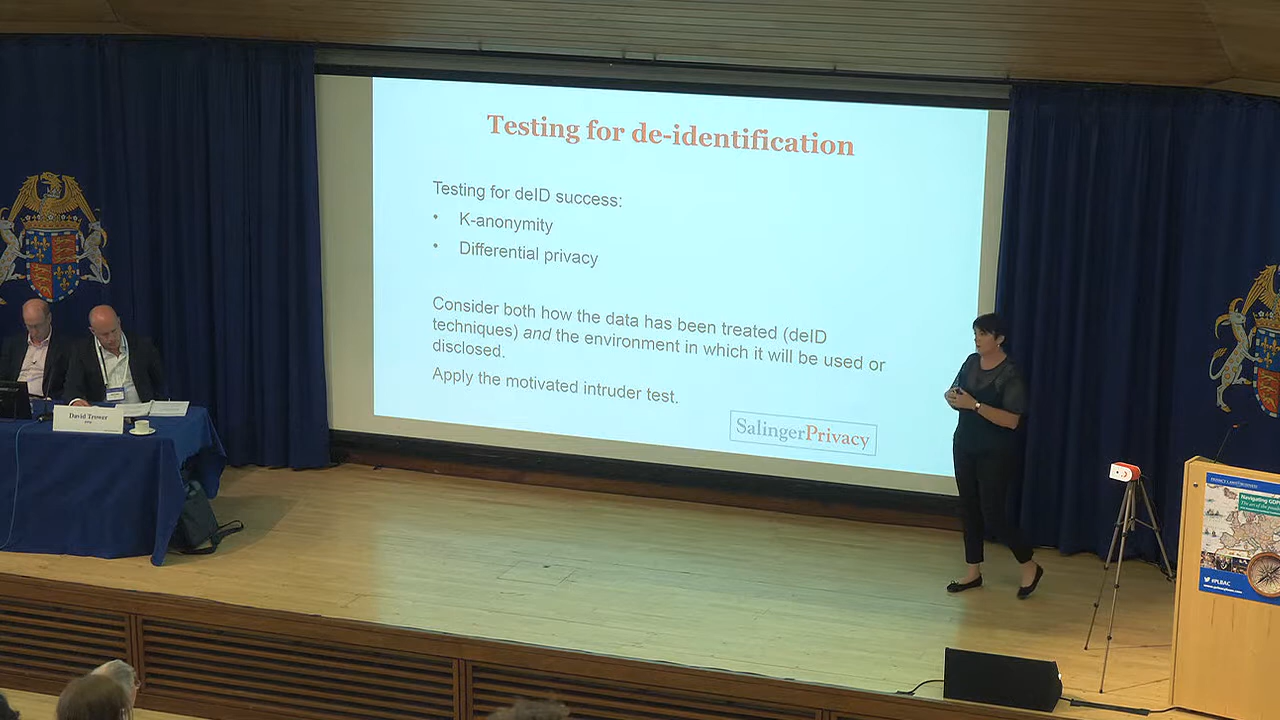 Testing for de-identification
Testing for deID success:
• K-anonymity
• Differential privacy
Consider both how the data has been treated (deID
techniques) and the environment in which it will be used or
disclosed.
Apply the motivated intruder test.
SalingerPrivacy
David Trower
Navigating GDPR
#PLBAC